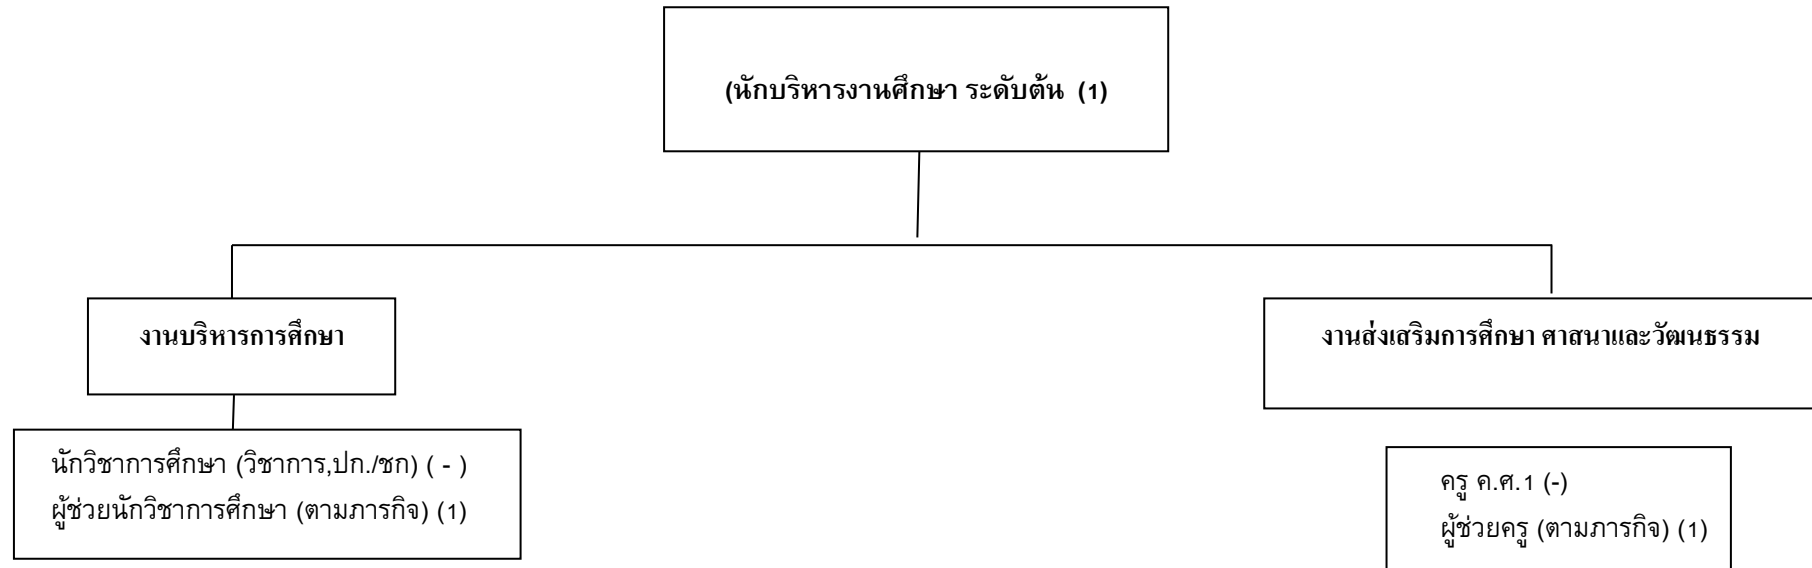 (นักบริหารงานศึกษา ระดับต้น (1)
งานบริหารการศึกษา
นักวิชาการศึกษา (วิชาการ,ปก./ชก) ( - )
ผู้ช่วยนักวิชาการศึกษา (ตามภารกิจ) (1)
งานส่งเสริมการศึกษา ศาสนาและวัฒนธรรม
ครู ค.ศ.1 (-)
ผู้ช่วยครู (ตามภารกิจ) (1)